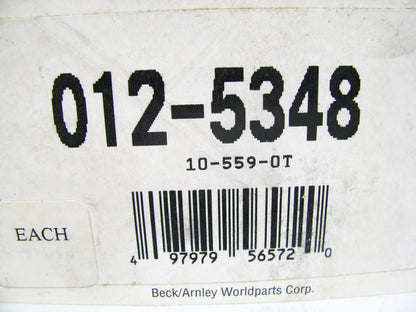 012-5348
10-559-0T
EACH
4 97979 56572 0
Beck/Arnley Worldparts Corp.